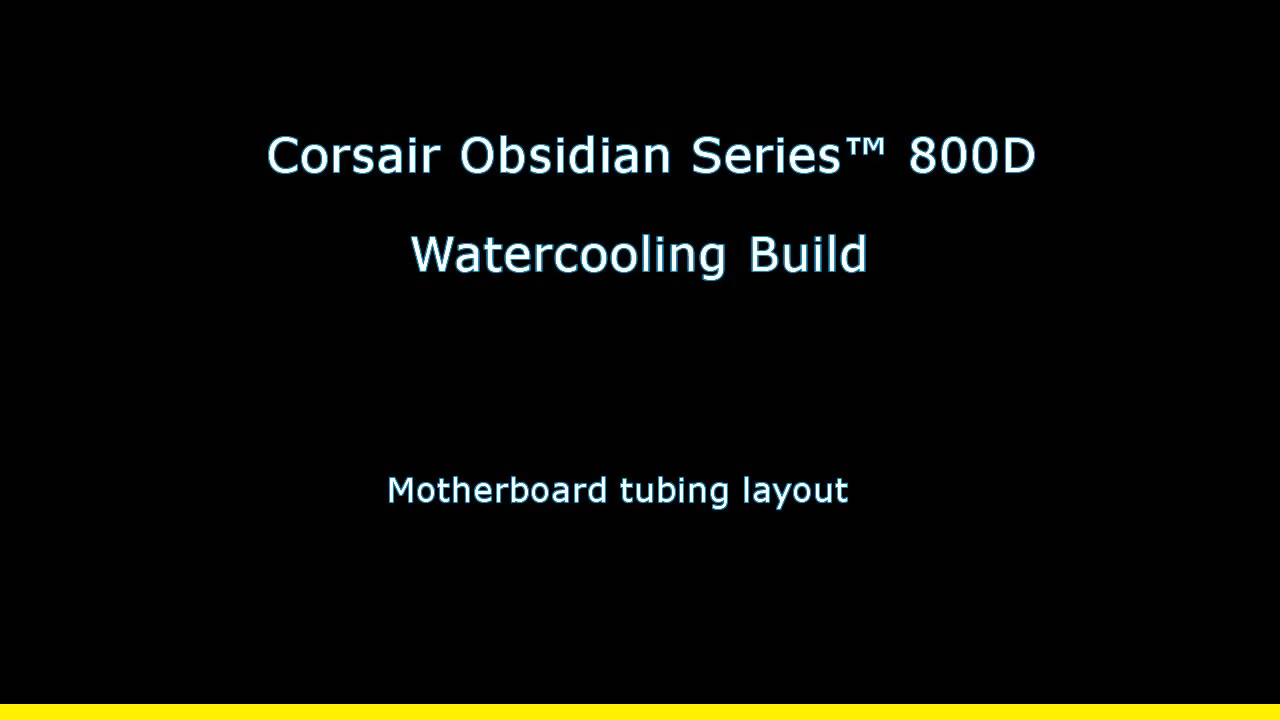 Corsair Obsidian Series™ 800D
Watercooling Build
Motherboard tubing layout